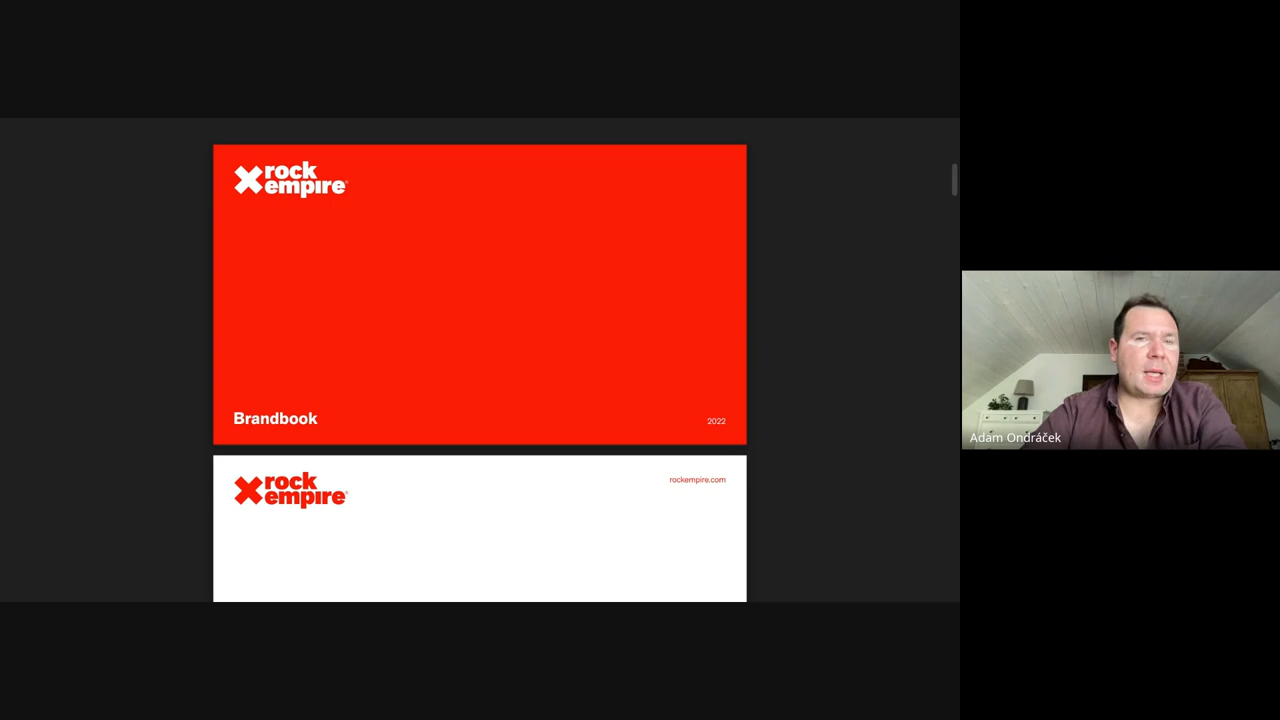 rock
empire
Brandbook
2022
rock
empire
rockempire.com
Adam Ondráček